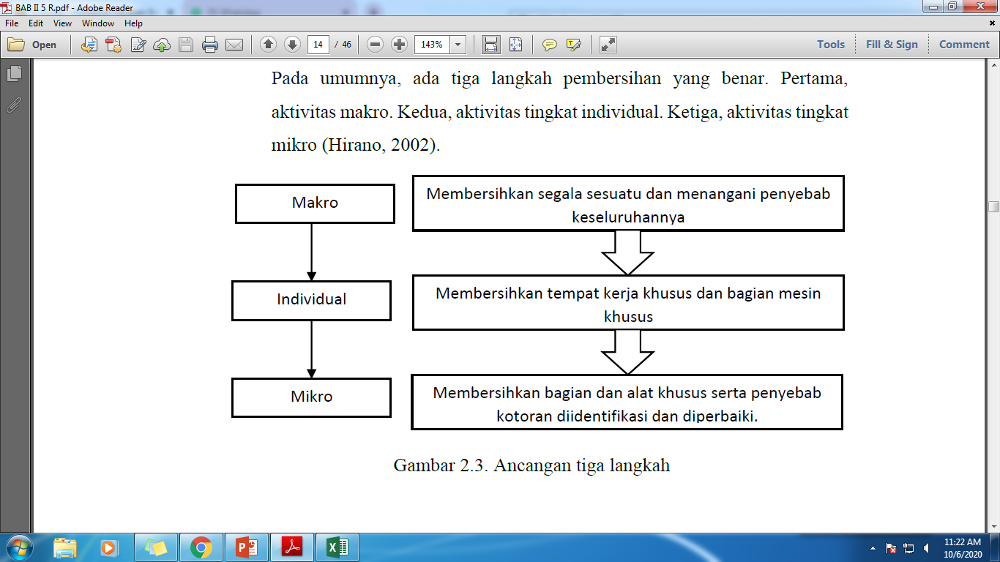 BAB II 5 R.pdf - Adobe Reader
File Edit View Window Help
Open 14 / 46 143% Tools Fill & Sign Comment
Pada umumnya, ada tiga langkah pembersihan yang benar. Pertama,
aktivitas makro. Kedua, aktivitas tingkat individual. Ketiga, aktivitas tingkat
mikro (Hirano, 2002).
Makro
Membersihkan segala sesuatu dan menangani penyebab
keseluruhannya
Individual
Membersihkan tempat kerja khusus dan bagian mesin
khusus
Mikro
Membersihkan bagian dan alat khusus serta penyebab
kotoran diidentifikasi dan diperbaiki.
Gambar 2.3. Ancangan tiga langkah
11:22 AM
10/6/2020